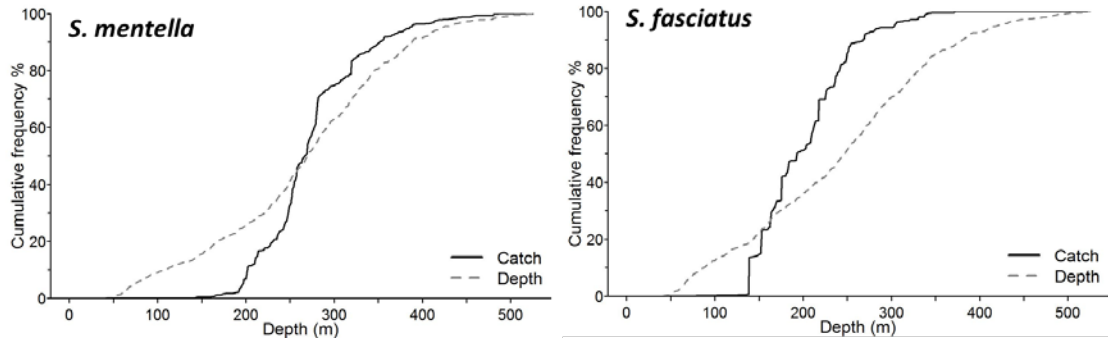 S. mentella
Cumulative frequency %
100
80
60
40
20
0
Catch
Depth
0 100 200 300 400 500
Depth (m)
S. fasciatus
Cumulative frequency %
100
80
60
40
20
0
Catch
Depth
0 100 200 300 400 500
Depth (m)